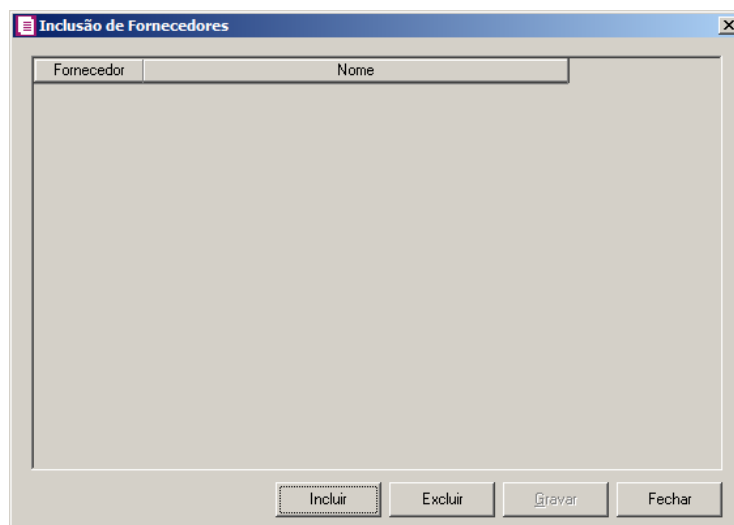 Inclusão de Fornecedores
Fornecedor Nome
Incluir Excluir Gravar Fechar